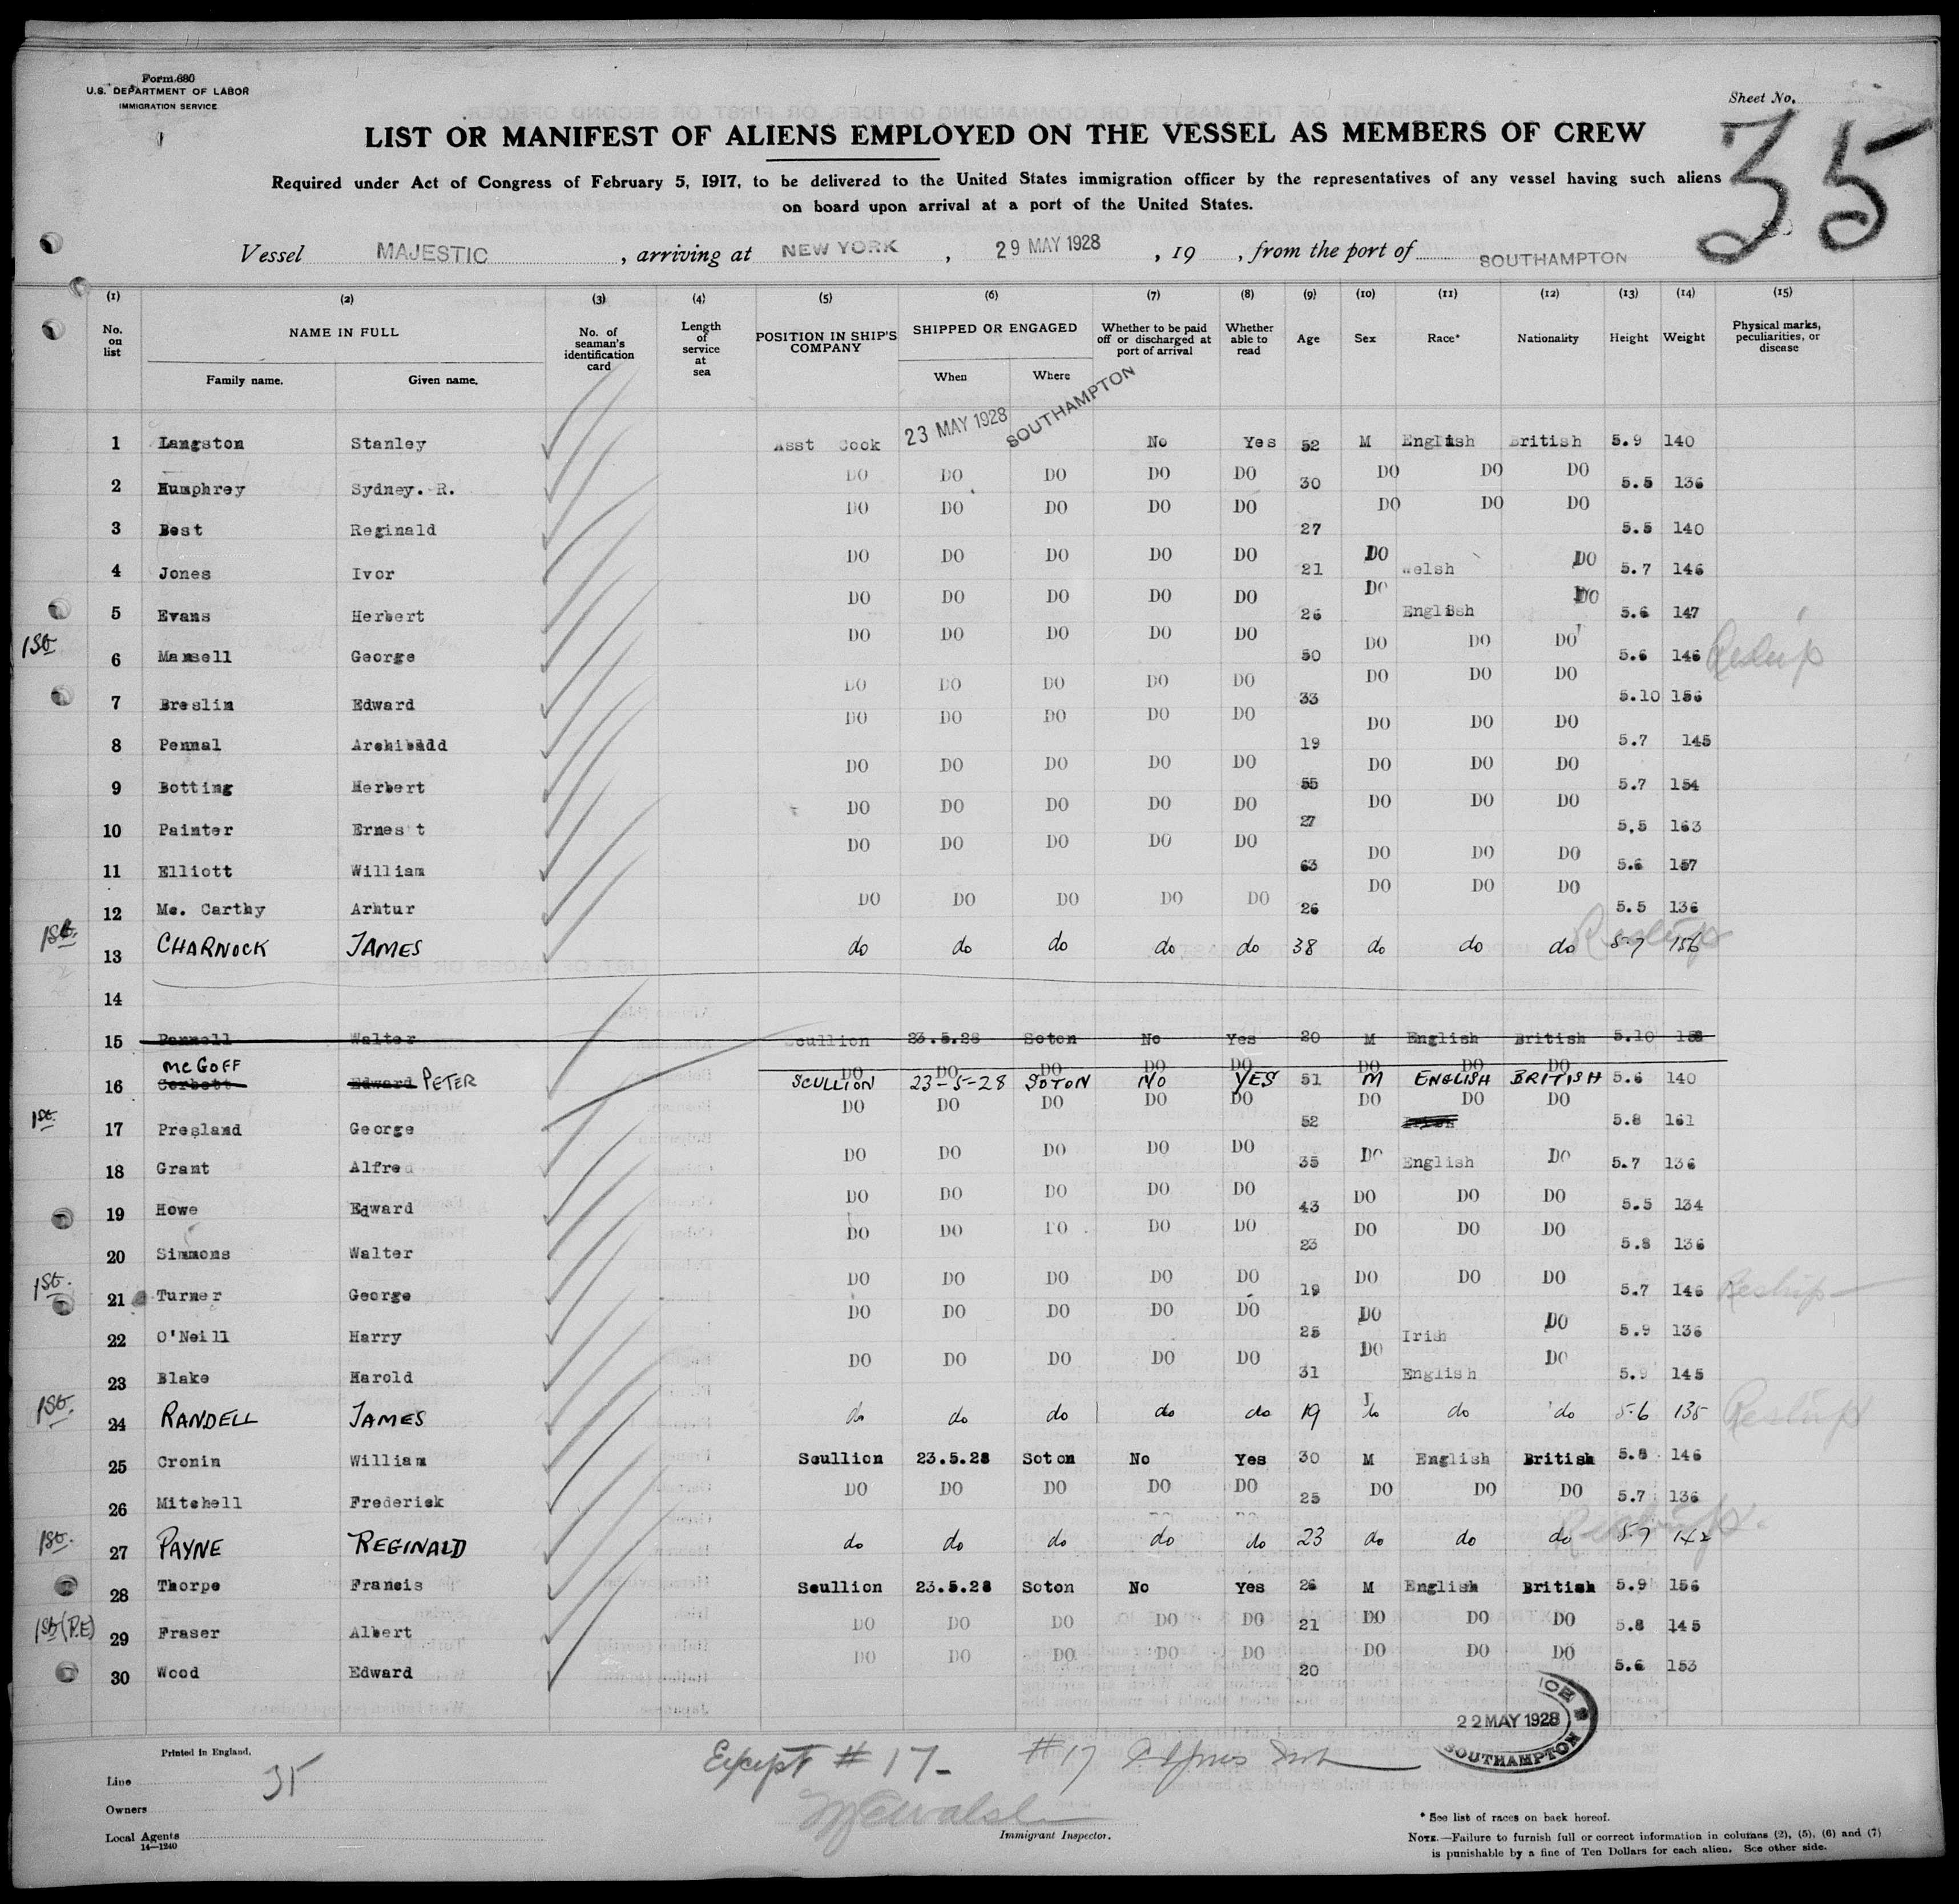 Form 680
U.S. DEPARTMENT OF LABOR
IMMIGRATION SERVICE
Sheet No.
35
LIST OR MANIFEST OF ALIENS EMPLOYED ON THE VESSEL AS MEMBERS OF CREW
Required under Act of Congress of February 5, 1917, to be delivered to the United States immigration officer by the representatives of any vessel having such aliens
on board upon arrival at a port of the United States.
Vessel MAJESTIC , arriving at NEW YORK , 29 MAY 1928 , 19 , from the port of SOUTHAMPTON
(1) (2) (3) (4) (5) (6) (7) (8) (9) (10) (11) (12) (13) (14) (15)
No. on list NAME IN FULL Family name. Given name. No. of seaman's identification card Length of service at sea POSITION IN SHIP'S COMPANY SHIPPED OR ENGAGED When Where Whether to be paid off or discharged at port of arrival Whether able to read Age Sex Race* Nationality Height Weight Physical marks, peculiarities, or disease
1 Langston Stanley Asst Cook 23 MAY 1928 SOUTHAMPTON No Yes 52 M English British 5.9 140
2 Humphrey Sydney. R. DO DO DO DO DO 30 DO DO DO 5.5 136
3 Best Reginald DO DO DO DO DO 27 DO DO DO 5.5 140
4 Jones Ivor DO DO DO DO DO 21 DO Welsh DO 5.7 146
5 Evans Herbert DO DO DO DO DO 26 DO English DO 5.6 147
1st 6 Mansell George DO DO DO DO DO 50 DO DO DO 5.6 146 Reship
7 Breslin Edward DO DO DO DO DO 33 DO DO DO 5.10 156
8 Pennal Archibadd DO DO DO DO DO 19 DO DO DO 5.7 145
9 Botting Herbert DO DO DO DO DO 55 DO DO DO 5.7 154
10 Painter Ernest DO DO DO DO DO 27 DO DO DO 5.5 163
11 Elliott William DO DO DO DO DO 63 DO DO DO 5.6 157
12 Mc. Carthy Arhtur DO DO DO DO DO 26 DO DO DO 5.5 136
1st. 13 CHARNOCK JAMES do do do do do 38 do do do 5-7 156 Reship
14
15 Pannell Walter Scullion 23.5.28 Soton No Yes 20 M English British 5.10 158
16 Corbett McGOFF Edward PETER DO DO DO DO DO DO DO DO SCULLION 23-5-28 SOTON NO YES 51 M ENGLISH BRITISH 5.6 140
1st 17 Presland George DO DO DO DO DO 52 DO DO DO 5.8 161
18 Grant Alfred DO DO DO DO DO 35 DO English DO 5.7 136
19 Howe Edward DO DO DO DO DO 43 DO DO DO 5.5 134
20 Simmons Walter DO DO DO DO DO 23 DO DO DO 5.8 136
1st. 21 Turner George DO DO DO DO DO 19 DO DO DO 5.7 146 Reship
22 O'Neill Harry DO DO DO DO DO 25 DO Irish DO 5.9 136
23 Blake Harold DO DO DO DO DO 31 DO English DO 5.9 145
1st. 24 RANDELL JAMES do do do do do 19 do do do 5-6 135 Reship
25 Cronin William Scullion 23.5.28 Soton No Yes 30 M English British 5.8 146
26 Mitchell Frederick DO DO DO DO DO 25 DO DO DO 5.7 136
1st. 27 PAYNE REGINALD do do do do do 23 do do do 5-7 142 Reship.
28 Thorpe Francis Scullion 23.5.28 Soton No Yes 26 M English British 5.9 156
1st (P.E) 29 Fraser Albert DO DO DO DO DO 21 DO DO DO 5.8 145
30 Wood Edward DO DO DO DO DO 20 DO DO DO 5.6 153
22 MAY 1928
SOUTHAMPTON
Printed in England.
Except # 17 - # 17
Line 35
Owners
Local Agents
14—1240
Immigrant Inspector.
* See list of races on back hereof.
NOTE.—Failure to furnish full or correct information in columns (2), (5), (6) and (7)
is punishable by a fine of Ten Dollars for each alien. See other side.